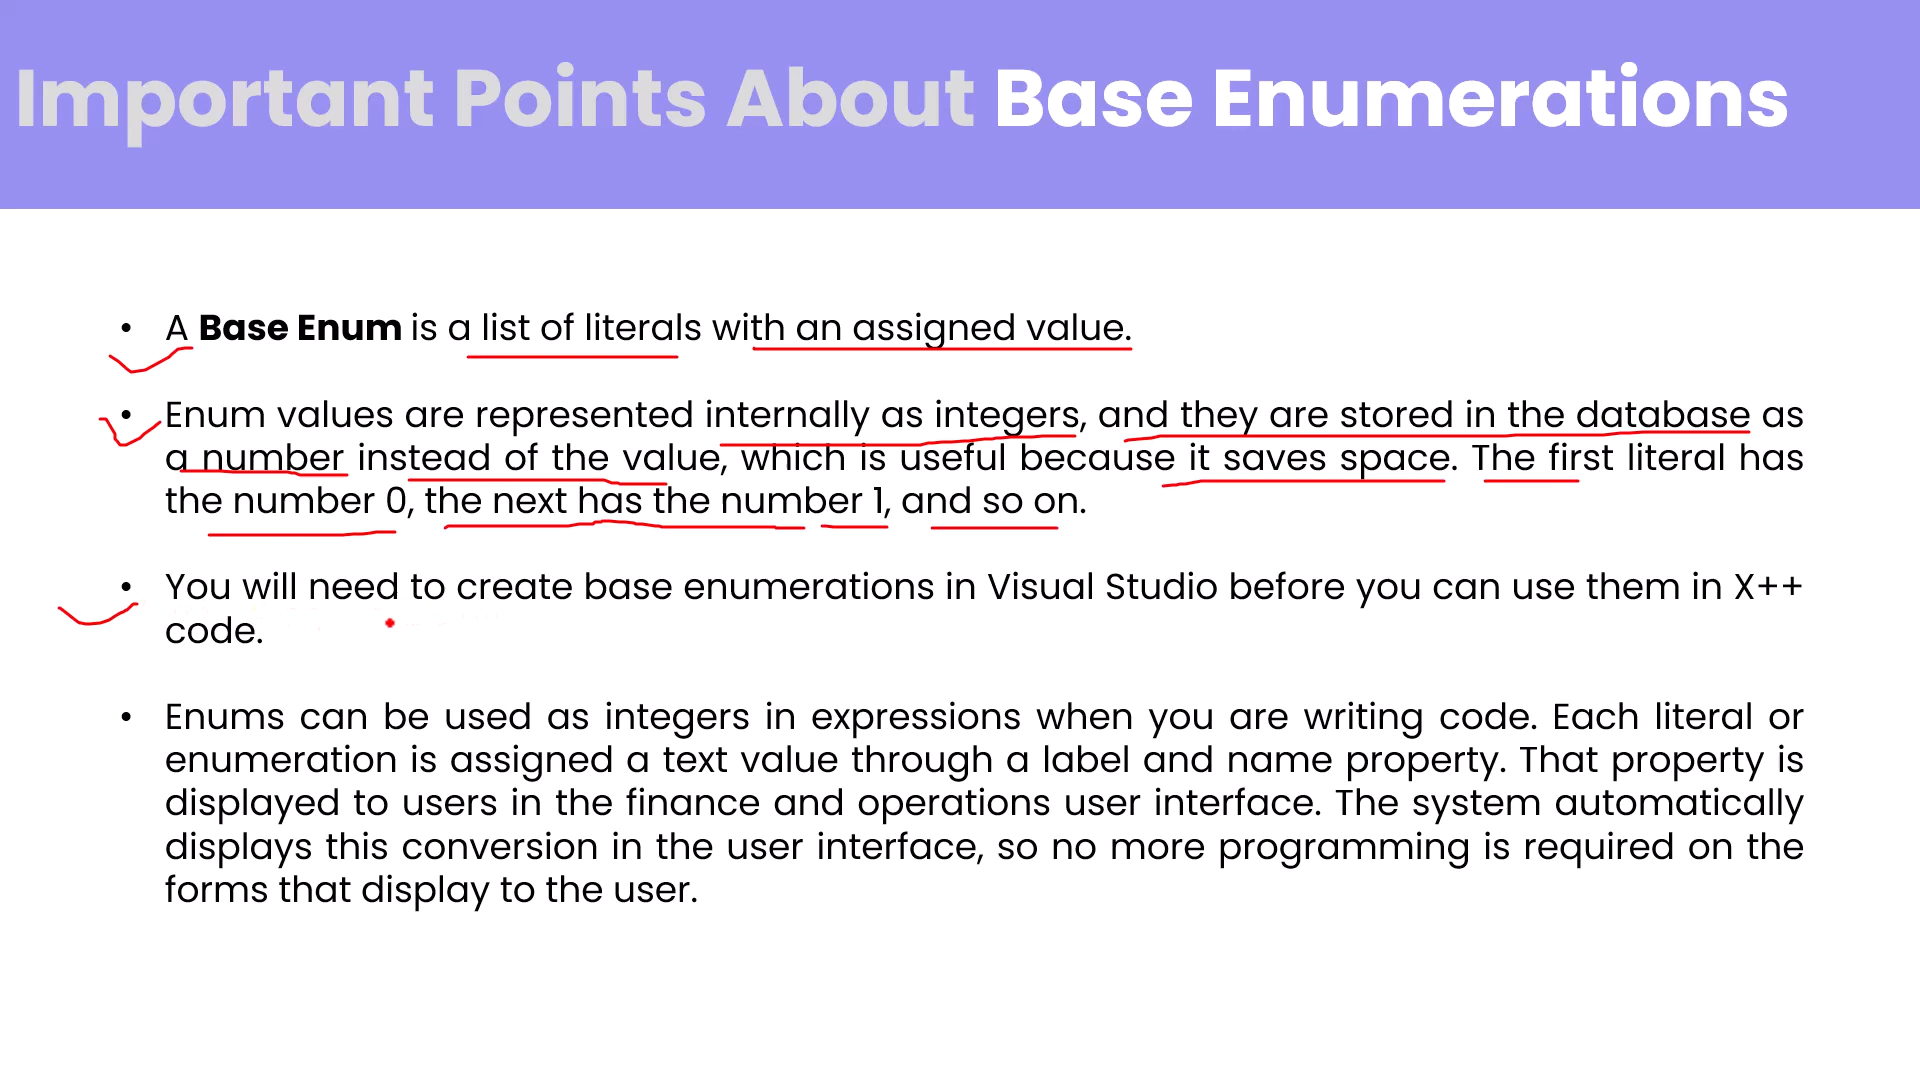 Important Points About Base Enumerations
• A Base Enum is a list of literals with an assigned value.
• Enum values are represented internally as integers, and they are stored in the database as
a number instead of the value, which is useful because it saves space. The first literal has
the number 0, the next has the number 1, and so on.
• You will need to create base enumerations in Visual Studio before you can use them in X++
code.
• Enums can be used as integers in expressions when you are writing code. Each literal or
enumeration is assigned a text value through a label and name property. That property is
displayed to users in the finance and operations user interface. The system automatically
displays this conversion in the user interface, so no more programming is required on the
forms that display to the user.